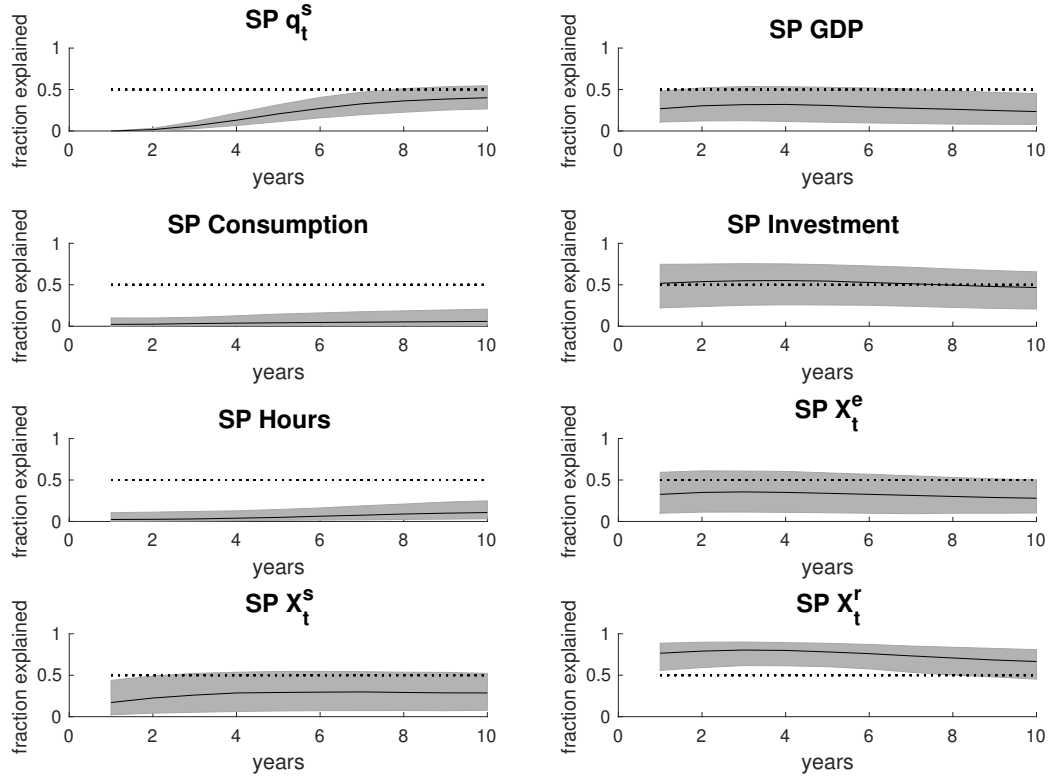 SP q_t^s
fraction explained
1
0.5
0
0 2 4 6 8 10
years
SP GDP
fraction explained
1
0.5
0
0 2 4 6 8 10
years
SP Consumption
fraction explained
1
0.5
0
0 2 4 6 8 10
years
SP Investment
fraction explained
1
0.5
0
0 2 4 6 8 10
years
SP Hours
fraction explained
1
0.5
0
0 2 4 6 8 10
years
SP X_t^e
fraction explained
1
0.5
0
0 2 4 6 8 10
years
SP X_t^s
fraction explained
1
0.5
0
0 2 4 6 8 10
years
SP X_t^r
fraction explained
1
0.5
0
0 2 4 6 8 10
years